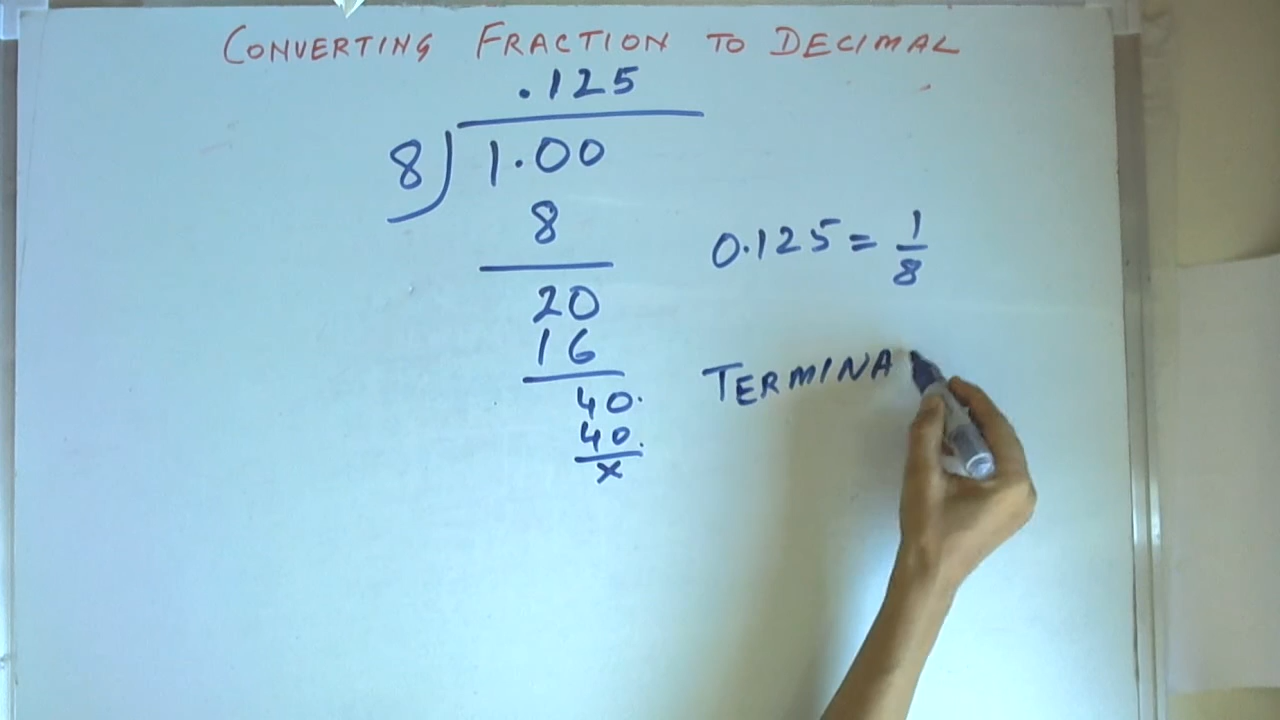 CONVERTING FRACTION TO DECIMAL
.125
8) 1.00
8
0.125 = 1/8
20
16
TERMINA
40.
40.
x